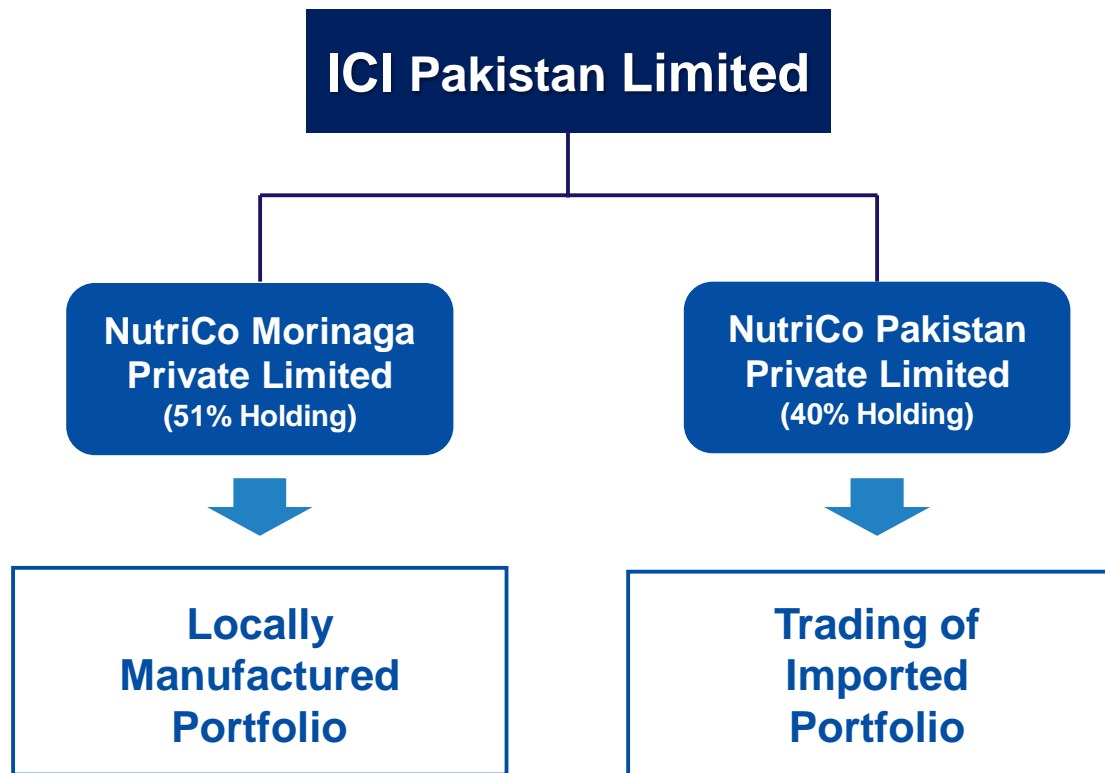 ICI Pakistan Limited
NutriCo Morinaga
Private Limited
(51% Holding)
NutriCo Pakistan
Private Limited
(40% Holding)
Locally
Manufactured
Portfolio
Trading of
Imported
Portfolio